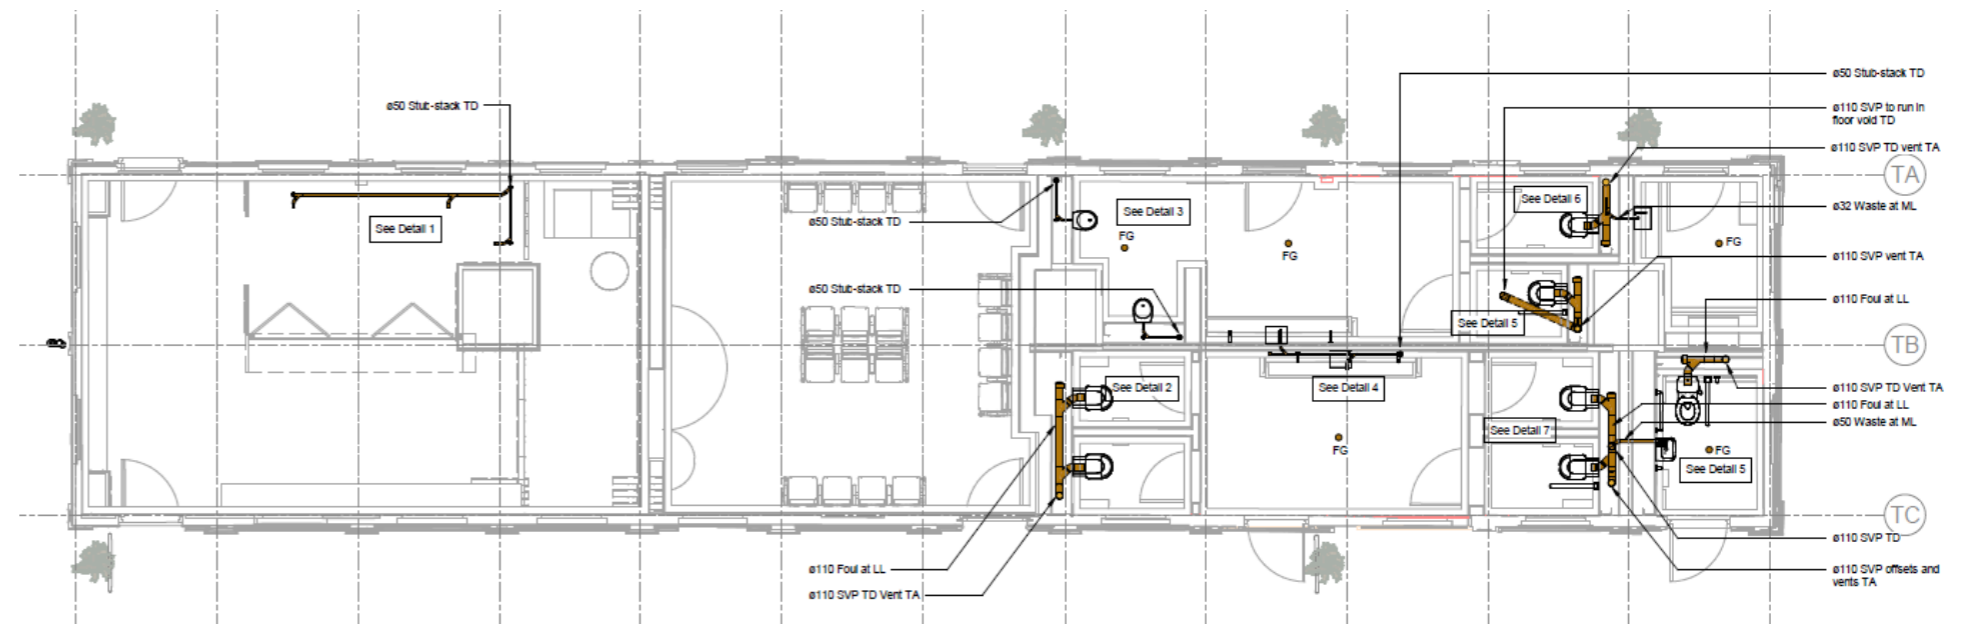 ø50 Stub-stack TD
ø110 SVP to run in
floor void TD
ø50 Stub-stack TD
ø110 SVP TD vent TA
TA
See Detail 6
ø32 Waste at ML
See Detail 3
ø50 Stub-stack TD
See Detail 1
FG
FG
FG
ø110 SVP vent TA
ø50 Stub-stack TD
ø110 Foul at LL
See Detail 5
TB
See Detail 2
See Detail 4
ø110 SVP TD Vent TA
ø110 Foul at LL
ø50 Waste at ML
See Detail 7
FG
FG
See Detail 5
TC
ø110 SVP TD
ø110 Foul at LL
ø110 SVP offsets and
vents TA
ø110 SVP TD Vent TA